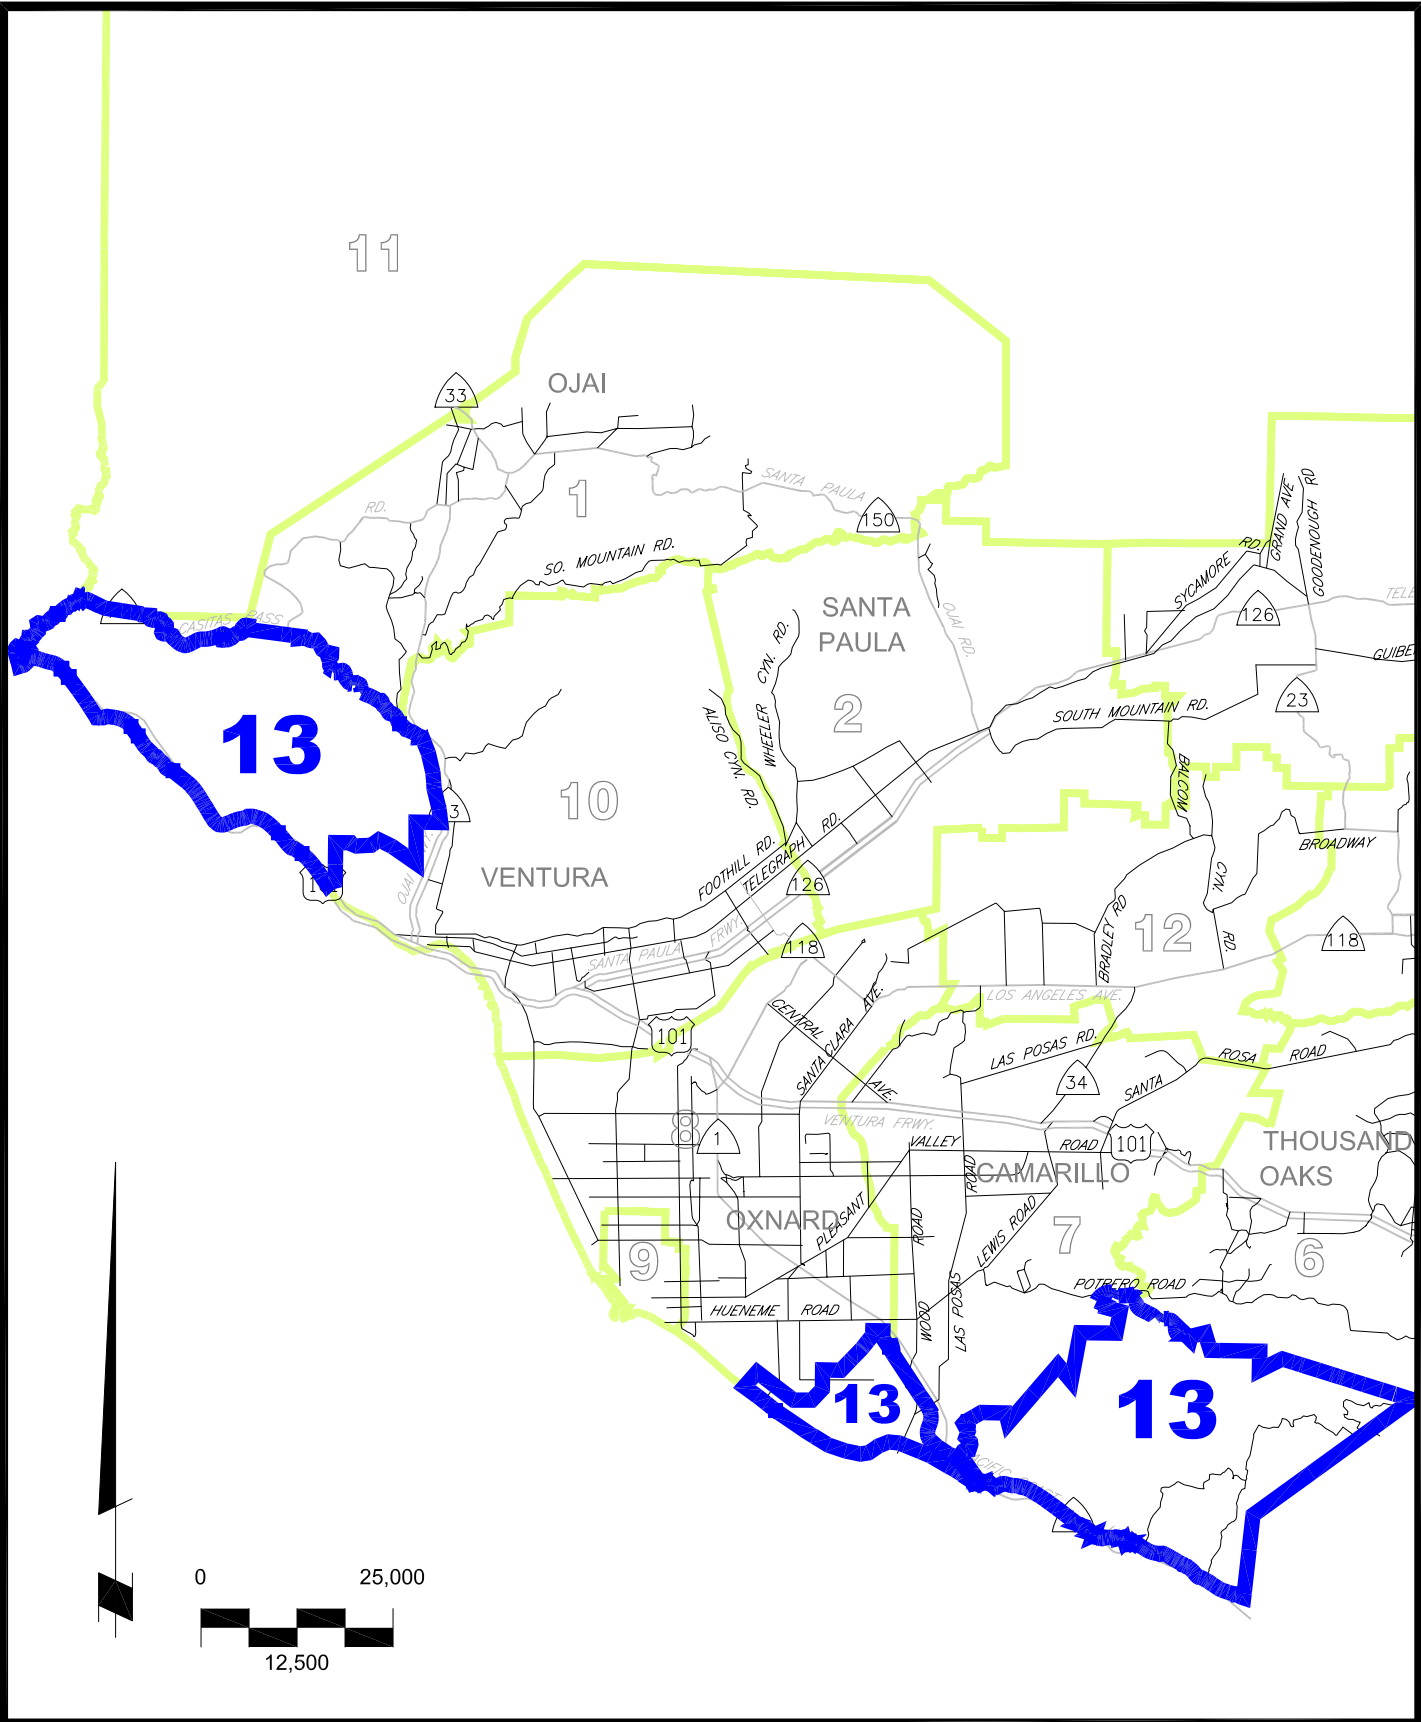 11
33
OJAI
1
RD.
SANTA PAULA
150
SO. MOUNTAIN RD.
GRAND AVE
GOODENOUGH RD
SYCAMORE RD.
126
CASITAS PASS
SANTA
PAULA
OJAI RD.
GUIBE
23
SOUTH MOUNTAIN RD.
2
WHEELER CYN. RD.
ALISO CYN. RD.
13
10
BALCOM CYN. RD.
BROADWAY
VENTURA
FOOTHILL RD.
TELEGRAPH RD.
126
12
BRADLEY RD
118
118
SANTA PAULA FRWY.
LOS ANGELES AVE.
CENTRAL AVE.
SANTA CLARA AVE.
101
LAS POSAS RD.
34
SANTA ROSA ROAD
VENTURA FRWY.
8
1
PLEASANT VALLEY ROAD
101
THOUSAND
OAKS
CAMARILLO
OXNARD
LEWIS ROAD
7
6
9
WOOD ROAD
LAS POSAS ROAD
POTRERO ROAD
HUENEME ROAD
13
13
0
25,000
12,500